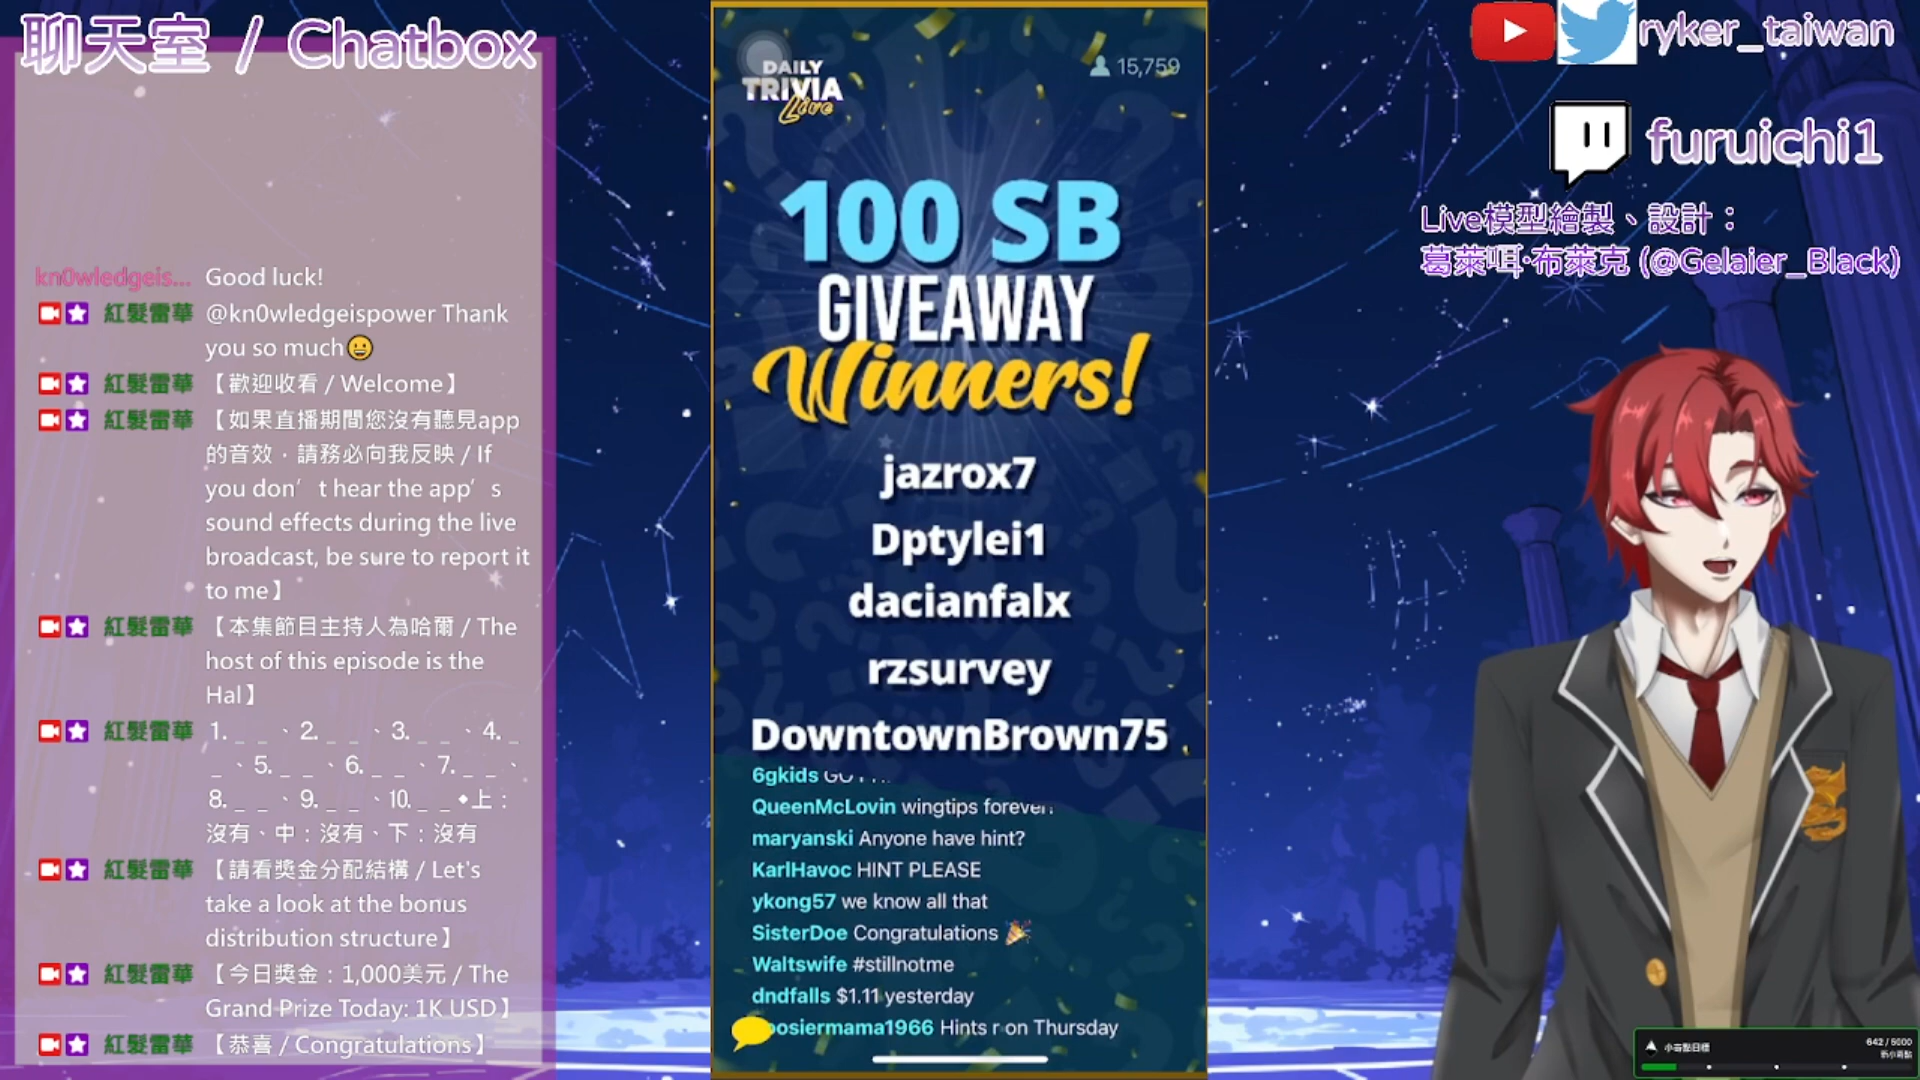 聊天室 / Chatbox
kn0wledgeis... Good luck!
紅髮雷華 @kn0wledgeispower Thank
you so much
紅髮雷華 【歡迎收看 / Welcome】
紅髮雷華 【如果直播期間您沒有聽見app
的音效，請務必向我反映 / If
you don’t hear the app’s
sound effects during the live
broadcast, be sure to report it
to me】
紅髮雷華 【本集節目主持人為哈爾 / The
host of this episode is the
Hal】
紅髮雷華 1. _ _ 、2. _ _ 、3. _ _ 、4. _
_ 、5. _ _ 、6. _ _ 、7. _ _ 、
8. _ _ 、9. _ _ 、10. _ _ ◆上：
沒有、中：沒有、下：沒有
紅髮雷華 【請看獎金分配結構 / Let's
take a look at the bonus
distribution structure】
紅髮雷華 【今日獎金：1,000美元 / The
Grand Prize Today: 1K USD】
紅髮雷華 【恭喜 / Congratulations】
DAILY
TRIVIA
Live
15,759
100 SB
GIVEAWAY
Winners!
jazrox7
Dptylei1
dacianfalx
rzsurvey
DowntownBrown75
6gkids
QueenMcLovin wingtips forever.
maryanski Anyone have hint?
KarlHavoc HINT PLEASE
ykong57 we know all that
SisterDoe Congratulations
Waltswife #stillnotme
dndfalls $1.11 yesterday
oosiermama1966 Hints r on Thursday
ryker_taiwan
furuichi1
Live模型繪製、設計：
葛萊咡·布萊克 (@Gelaier_Black)
642 / 5000